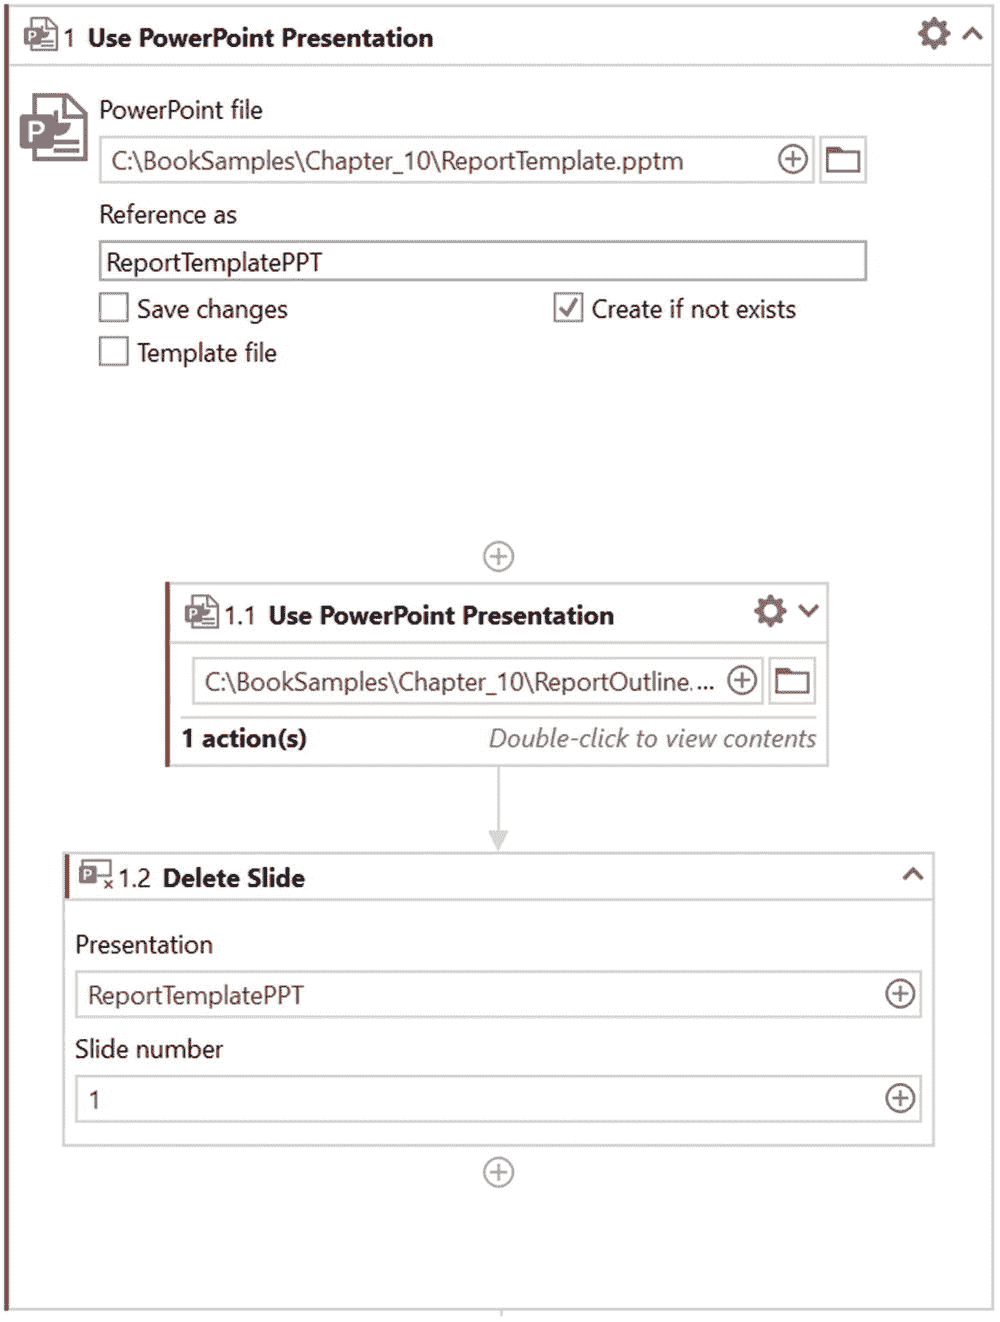 1 Use PowerPoint Presentation
PowerPoint file
C:\BookSamples\Chapter_10\ReportTemplate.pptm
Reference as
ReportTemplatePPT
Save changes
Create if not exists
Template file
1.1 Use PowerPoint Presentation
C:\BookSamples\Chapter_10\ReportOutline. ...
1 action(s)
Double-click to view contents
1.2 Delete Slide
Presentation
ReportTemplatePPT
Slide number
1